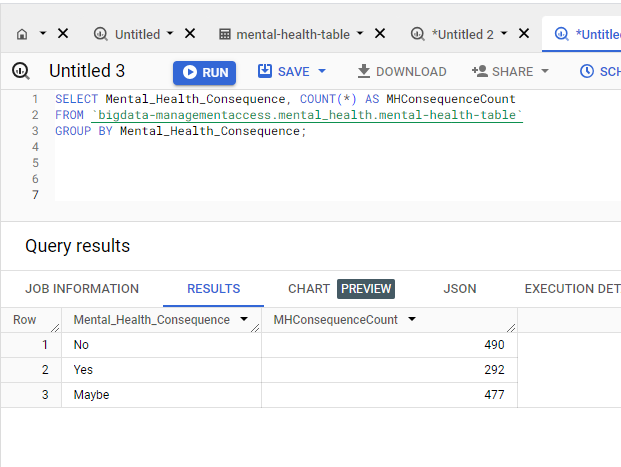 Untitled
mental-health-table
*Untitled 2
*Untitle
Untitled 3
RUN
SAVE
DOWNLOAD
SHARE
SCH
1 SELECT Mental_Health_Consequence, COUNT(*) AS MHConsequenceCount
2 FROM `bigdata-managementaccess.mental_health.mental-health-table`
3 GROUP BY Mental_Health_Consequence;
4
5
6
7
Query results
JOB INFORMATION
RESULTS
CHART PREVIEW
JSON
EXECUTION DET
Row Mental_Health_Consequence MHConsequenceCount
1 No 490
2 Yes 292
3 Maybe 477